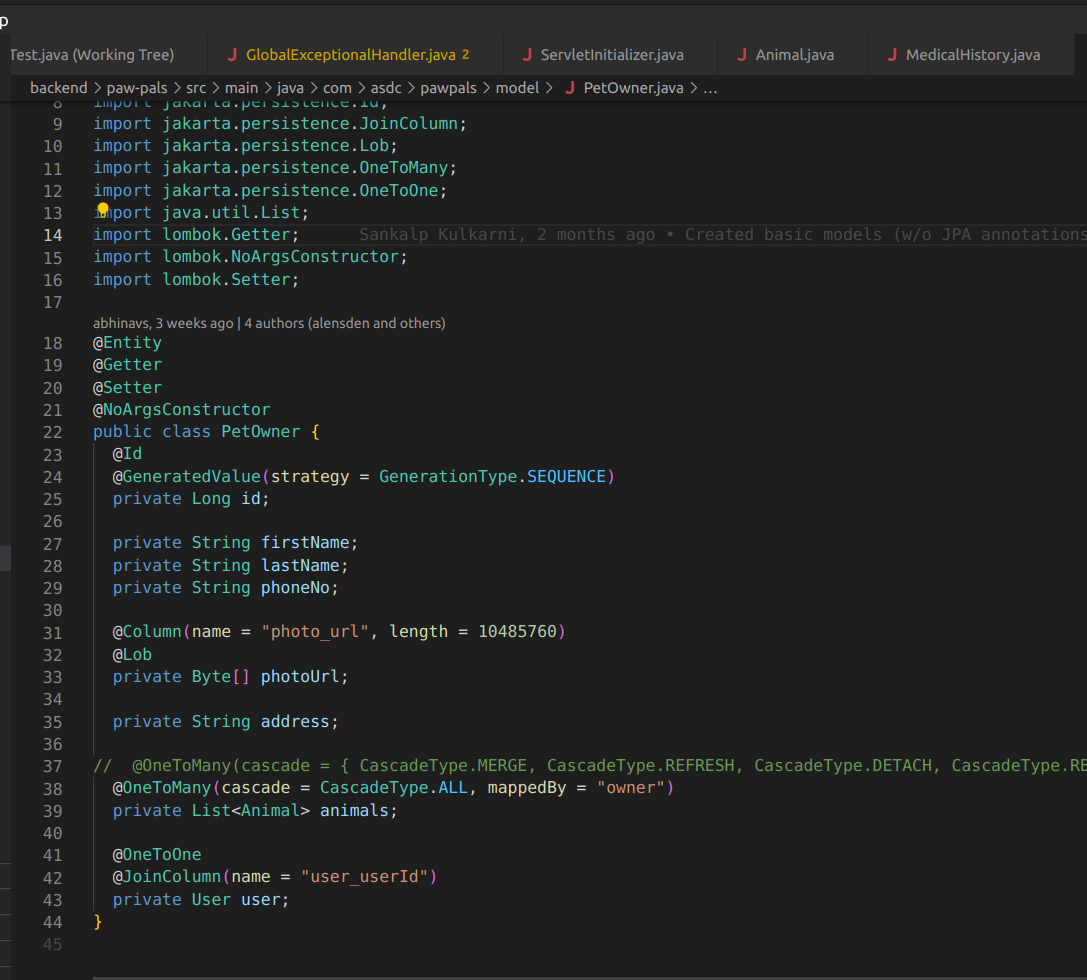 p
Test.java (Working Tree)
J GlobalExceptionalHandler.java 2
J ServletInitializer.java
J Animal.java
J MedicalHistory.java
backend > paw-pals > src > main > java > com > asdc > pawpals > model > J PetOwner.java > ...
8 import jakarta.persistence.Id;
9 import jakarta.persistence.JoinColumn;
10 import jakarta.persistence.Lob;
11 import jakarta.persistence.OneToMany;
12 import jakarta.persistence.OneToOne;
13 import java.util.List;
14 import lombok.Getter; Sankalp Kulkarni, 2 months ago • Created basic models (w/o JPA annotations
15 import lombok.NoArgsConstructor;
16 import lombok.Setter;
17
abhinavs, 3 weeks ago | 4 authors (alensden and others)
18 @Entity
19 @Getter
20 @Setter
21 @NoArgsConstructor
22 public class PetOwner {
23 @Id
24 @GeneratedValue(strategy = GenerationType.SEQUENCE)
25 private Long id;
26
27 private String firstName;
28 private String lastName;
29 private String phoneNo;
30
31 @Column(name = "photo_url", length = 10485760)
32 @Lob
33 private Byte[] photoUrl;
34
35 private String address;
36
37 // @OneToMany(cascade = { CascadeType.MERGE, CascadeType.REFRESH, CascadeType.DETACH, CascadeType.RE
38 @OneToMany(cascade = CascadeType.ALL, mappedBy = "owner")
39 private List<Animal> animals;
40
41 @OneToOne
42 @JoinColumn(name = "user_userId")
43 private User user;
44 }
45